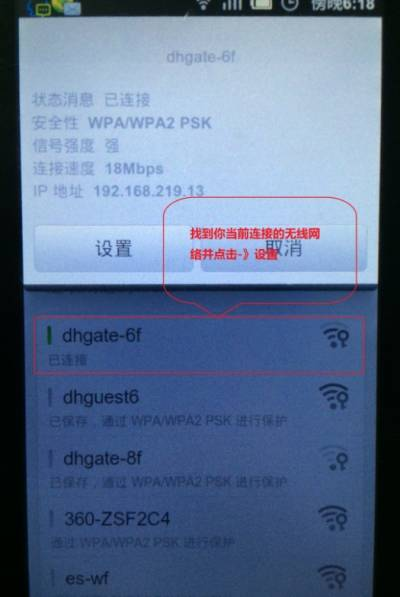 傍晚6:18
dhgate-6f
状态消息 已连接
安全性 WPA/WPA2 PSK
信号强度 强
连接速度 18Mbps
IP 地址 192.168.219.13
设置
取消
找到你当前连接的无线网
络并点击-》设置
dhgate-6f
已连接
dhguest6
已保存，通过 WPA/WPA2 PSK 进行保护
dhgate-8f
已保存，通过 WPA/WPA2 PSK 进行保护
360-ZSF2C4
通过 WPA/WPA2 PSK 进行保护
es-wf